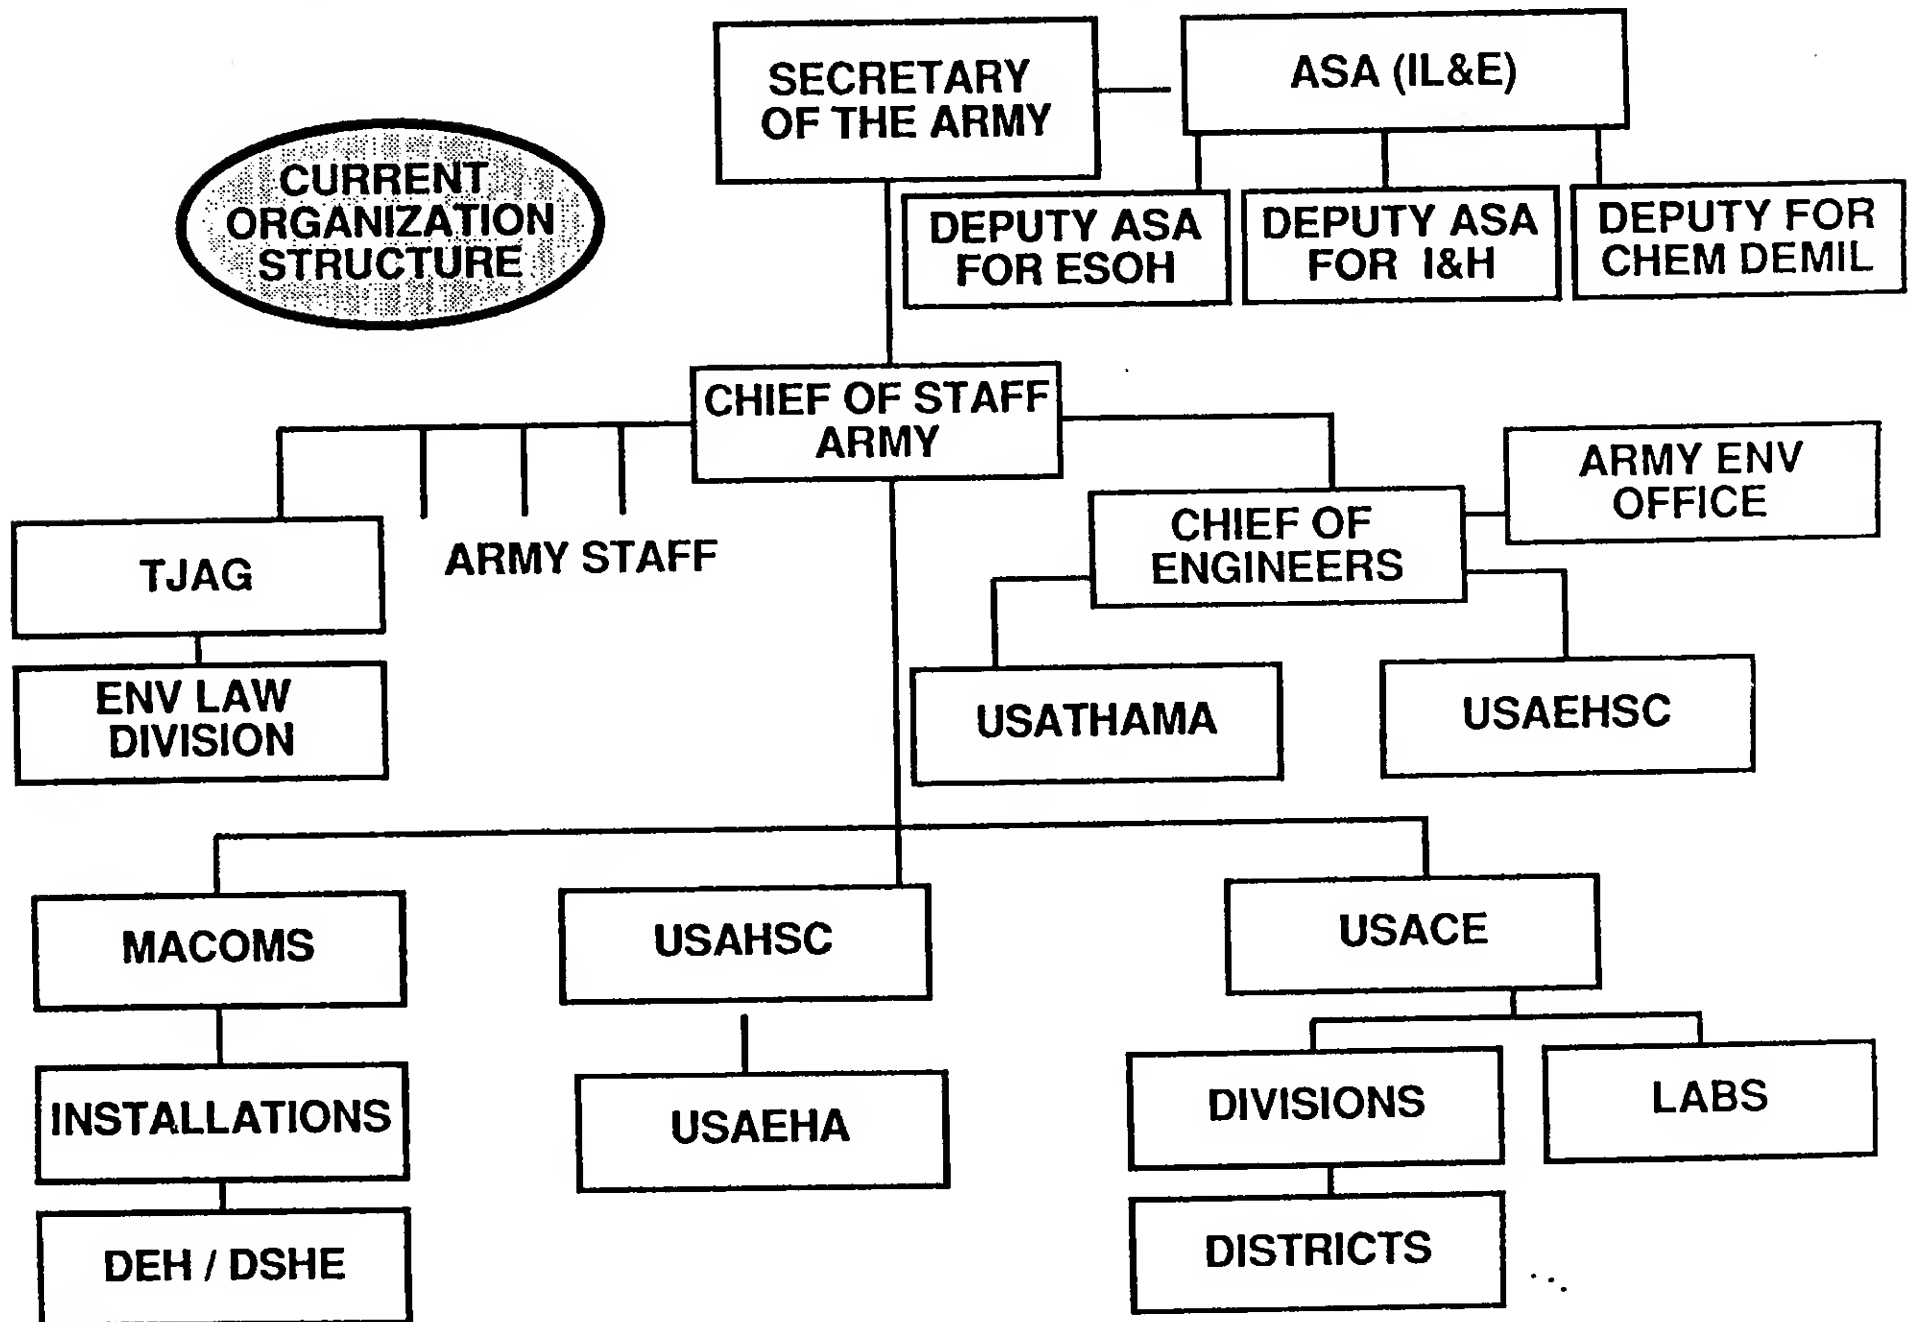 SECRETARY
OF THE ARMY
ASA (IL&E)
CURRENT
ORGANIZATION
STRUCTURE
DEPUTY ASA
FOR ESOH
DEPUTY ASA
FOR I&H
DEPUTY FOR
CHEM DEMIL
CHIEF OF STAFF
ARMY
ARMY ENV
OFFICE
CHIEF OF
ENGINEERS
TJAG
ARMY STAFF
ENV LAW
DIVISION
USATHAMA
USAEHSC
MACOMS
USAHSC
USACE
INSTALLATIONS
USAEHA
DIVISIONS
LABS
DEH / DSHE
DISTRICTS